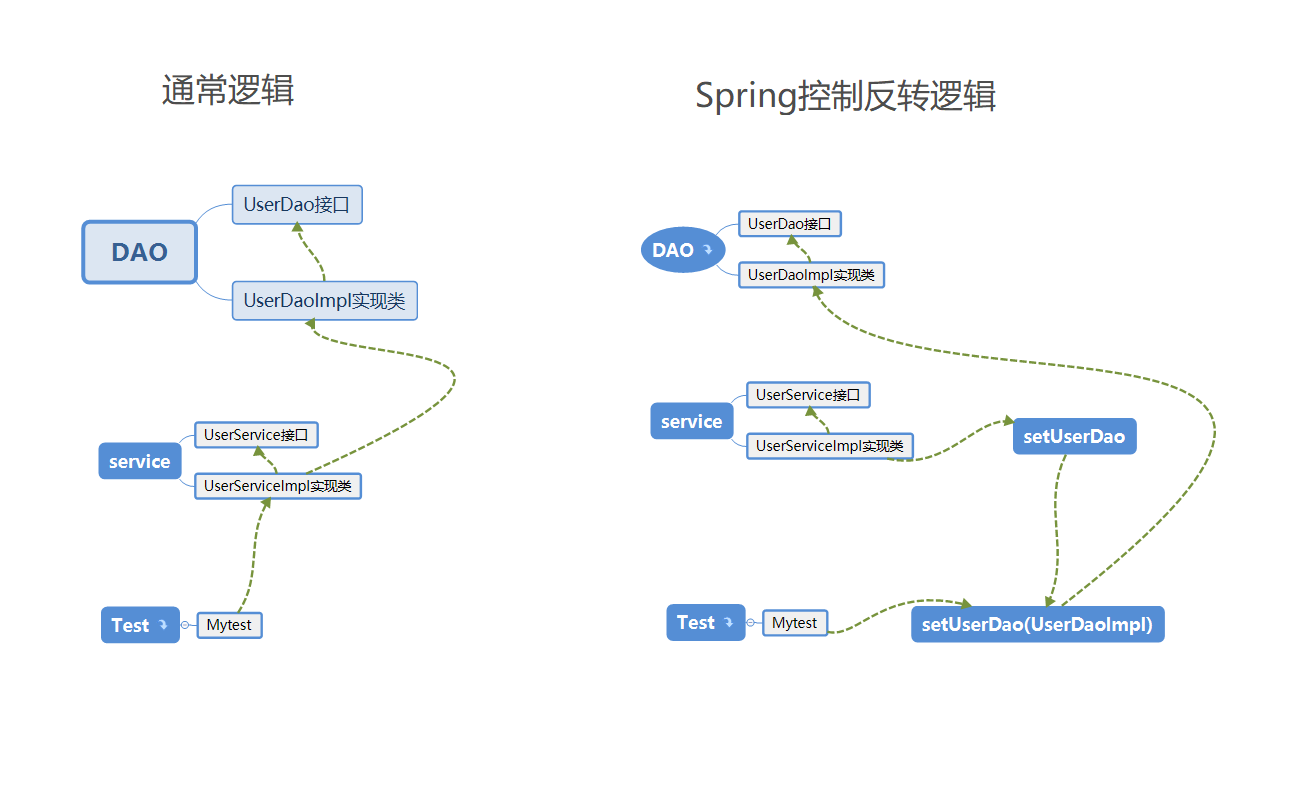 通常逻辑
DAO
UserDao接口
UserDaoImpl实现类
service
UserService接口
UserServiceImpl实现类
Test
Mytest
Spring控制反转逻辑
DAO
UserDao接口
UserDaoImpl实现类
service
UserService接口
UserServiceImpl实现类
setUserDao
Test
Mytest
setUserDao(UserDaoImpl)